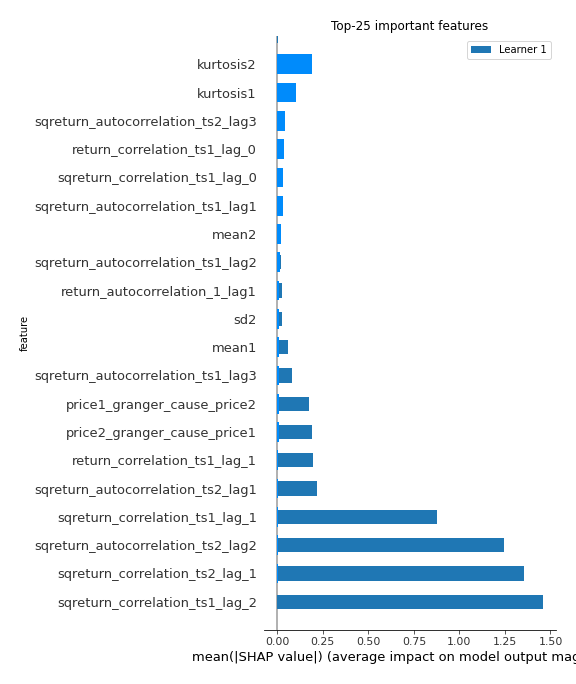 Top-25 important features
Learner 1
kurtosis2
kurtosis1
sqreturn_autocorrelation_ts2_lag3
return_correlation_ts1_lag_0
sqreturn_correlation_ts1_lag_0
sqreturn_autocorrelation_ts1_lag1
mean2
sqreturn_autocorrelation_ts1_lag2
return_autocorrelation_1_lag1
sd2
mean1
sqreturn_autocorrelation_ts1_lag3
price1_granger_cause_price2
price2_granger_cause_price1
return_correlation_ts1_lag_1
sqreturn_autocorrelation_ts2_lag1
sqreturn_correlation_ts1_lag_1
sqreturn_autocorrelation_ts2_lag2
sqreturn_correlation_ts2_lag_1
sqreturn_correlation_ts1_lag_2
feature
0.00 0.25 0.50 0.75 1.00 1.25 1.50
mean(|SHAP value|) (average impact on model output mag